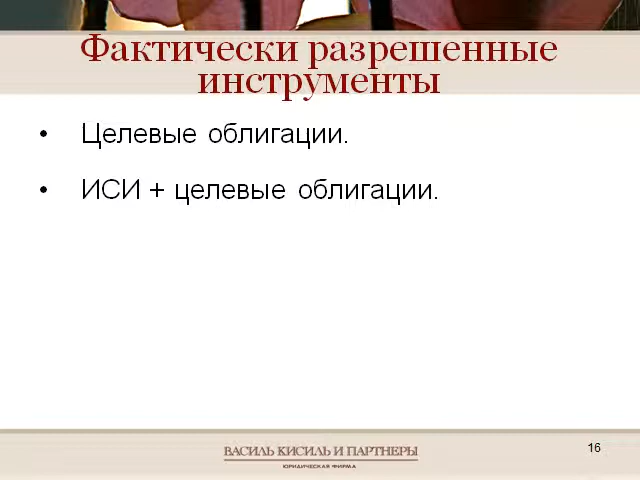 Фактически разрешенные
инструменты
• Целевые облигации.
• ИСИ + целевые облигации.
ВАСИЛЬ КИСИЛЬ И ПАРТНЕРЫ
ЮРИДИЧЕСКАЯ ФИРМА
16